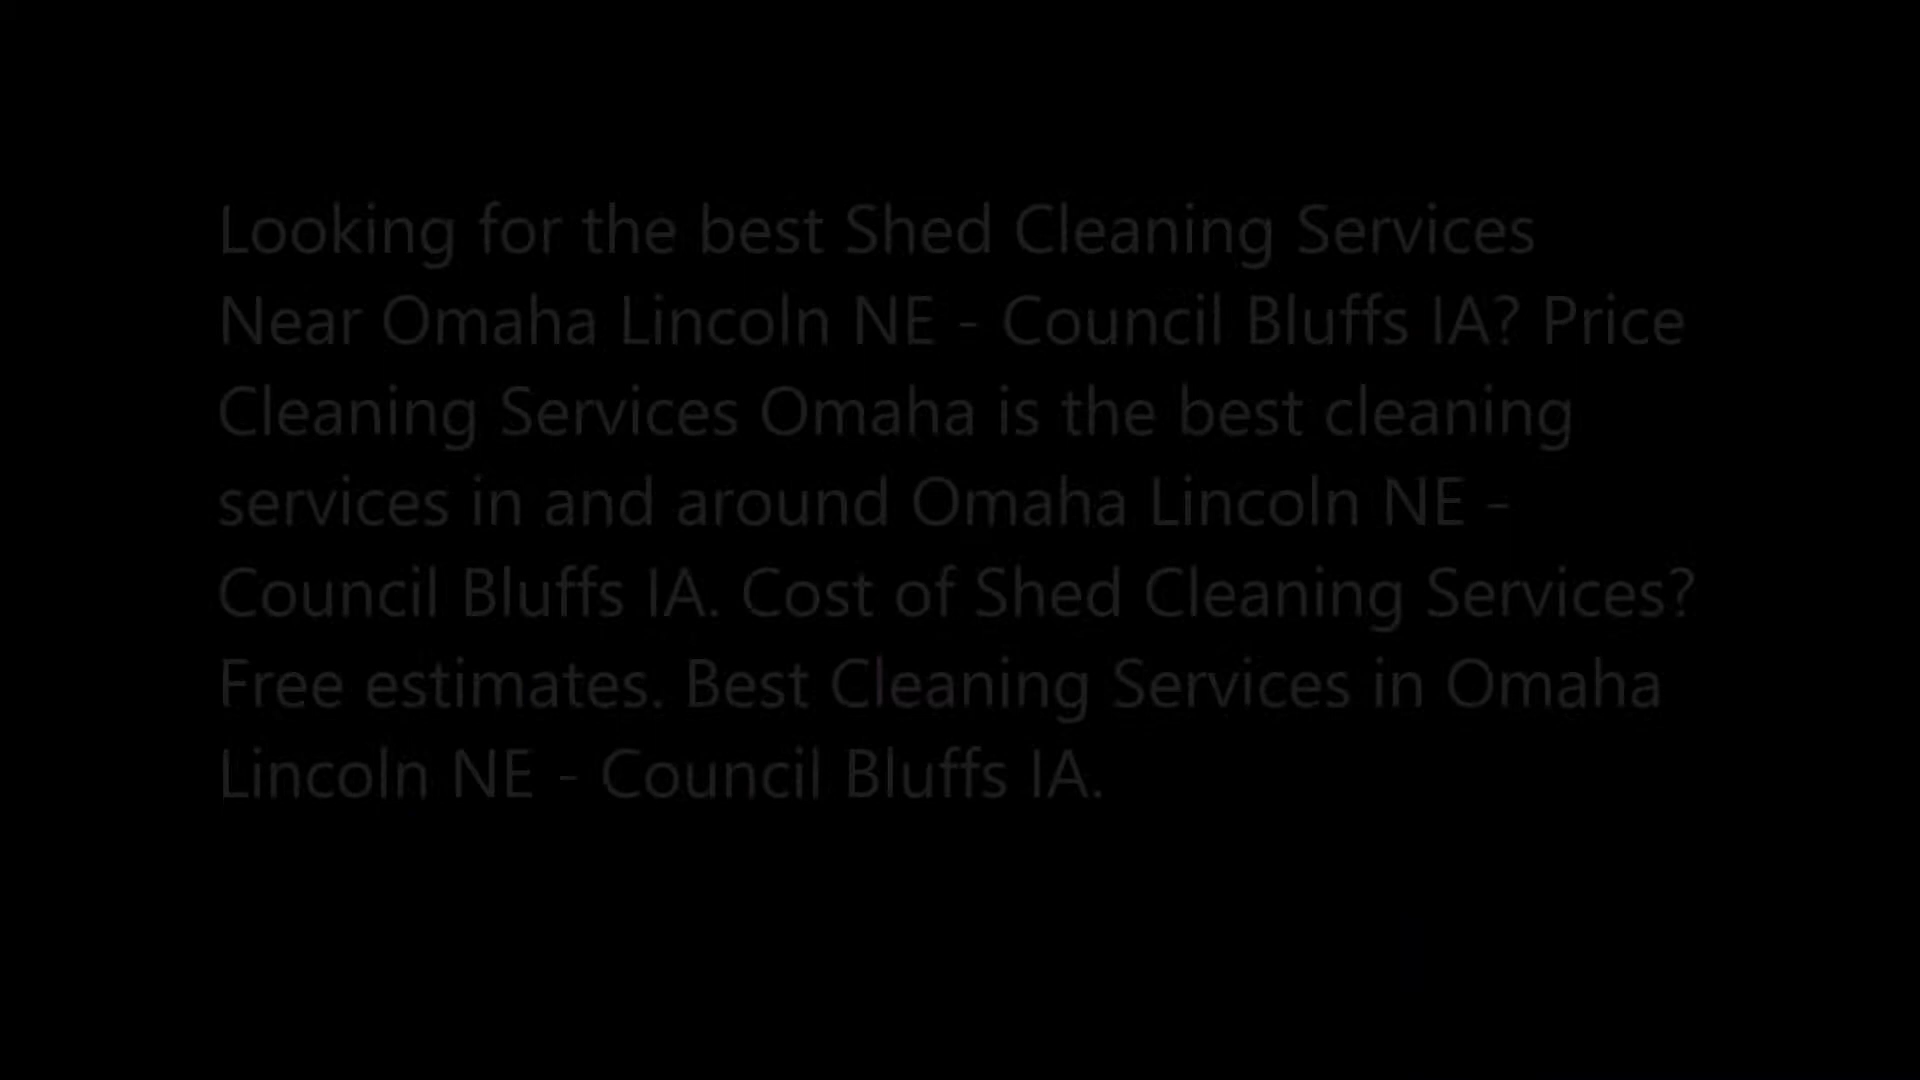 Looking for the best Shed Cleaning Services
Near Omaha Lincoln NE - Council Bluffs IA? Price
Cleaning Services Omaha is the best cleaning
services in and around Omaha Lincoln NE -
Council Bluffs IA. Cost of Shed Cleaning Services?
Free estimates. Best Cleaning Services in Omaha
Lincoln NE - Council Bluffs IA.